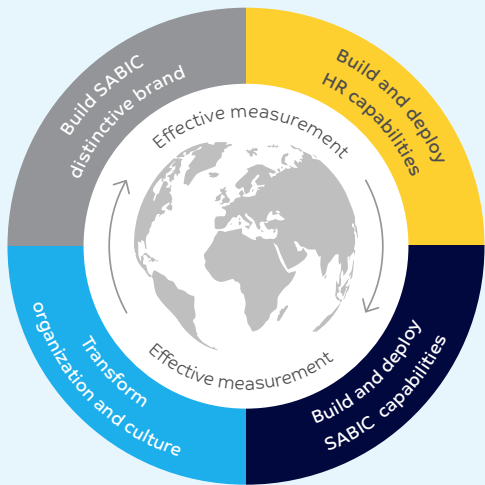 Build SABIC
distinctive brand
Build and deploy
HR capabilities
Effective measurement
Effective measurement
Transform
organization and culture
Build and deploy
SABIC capabilities